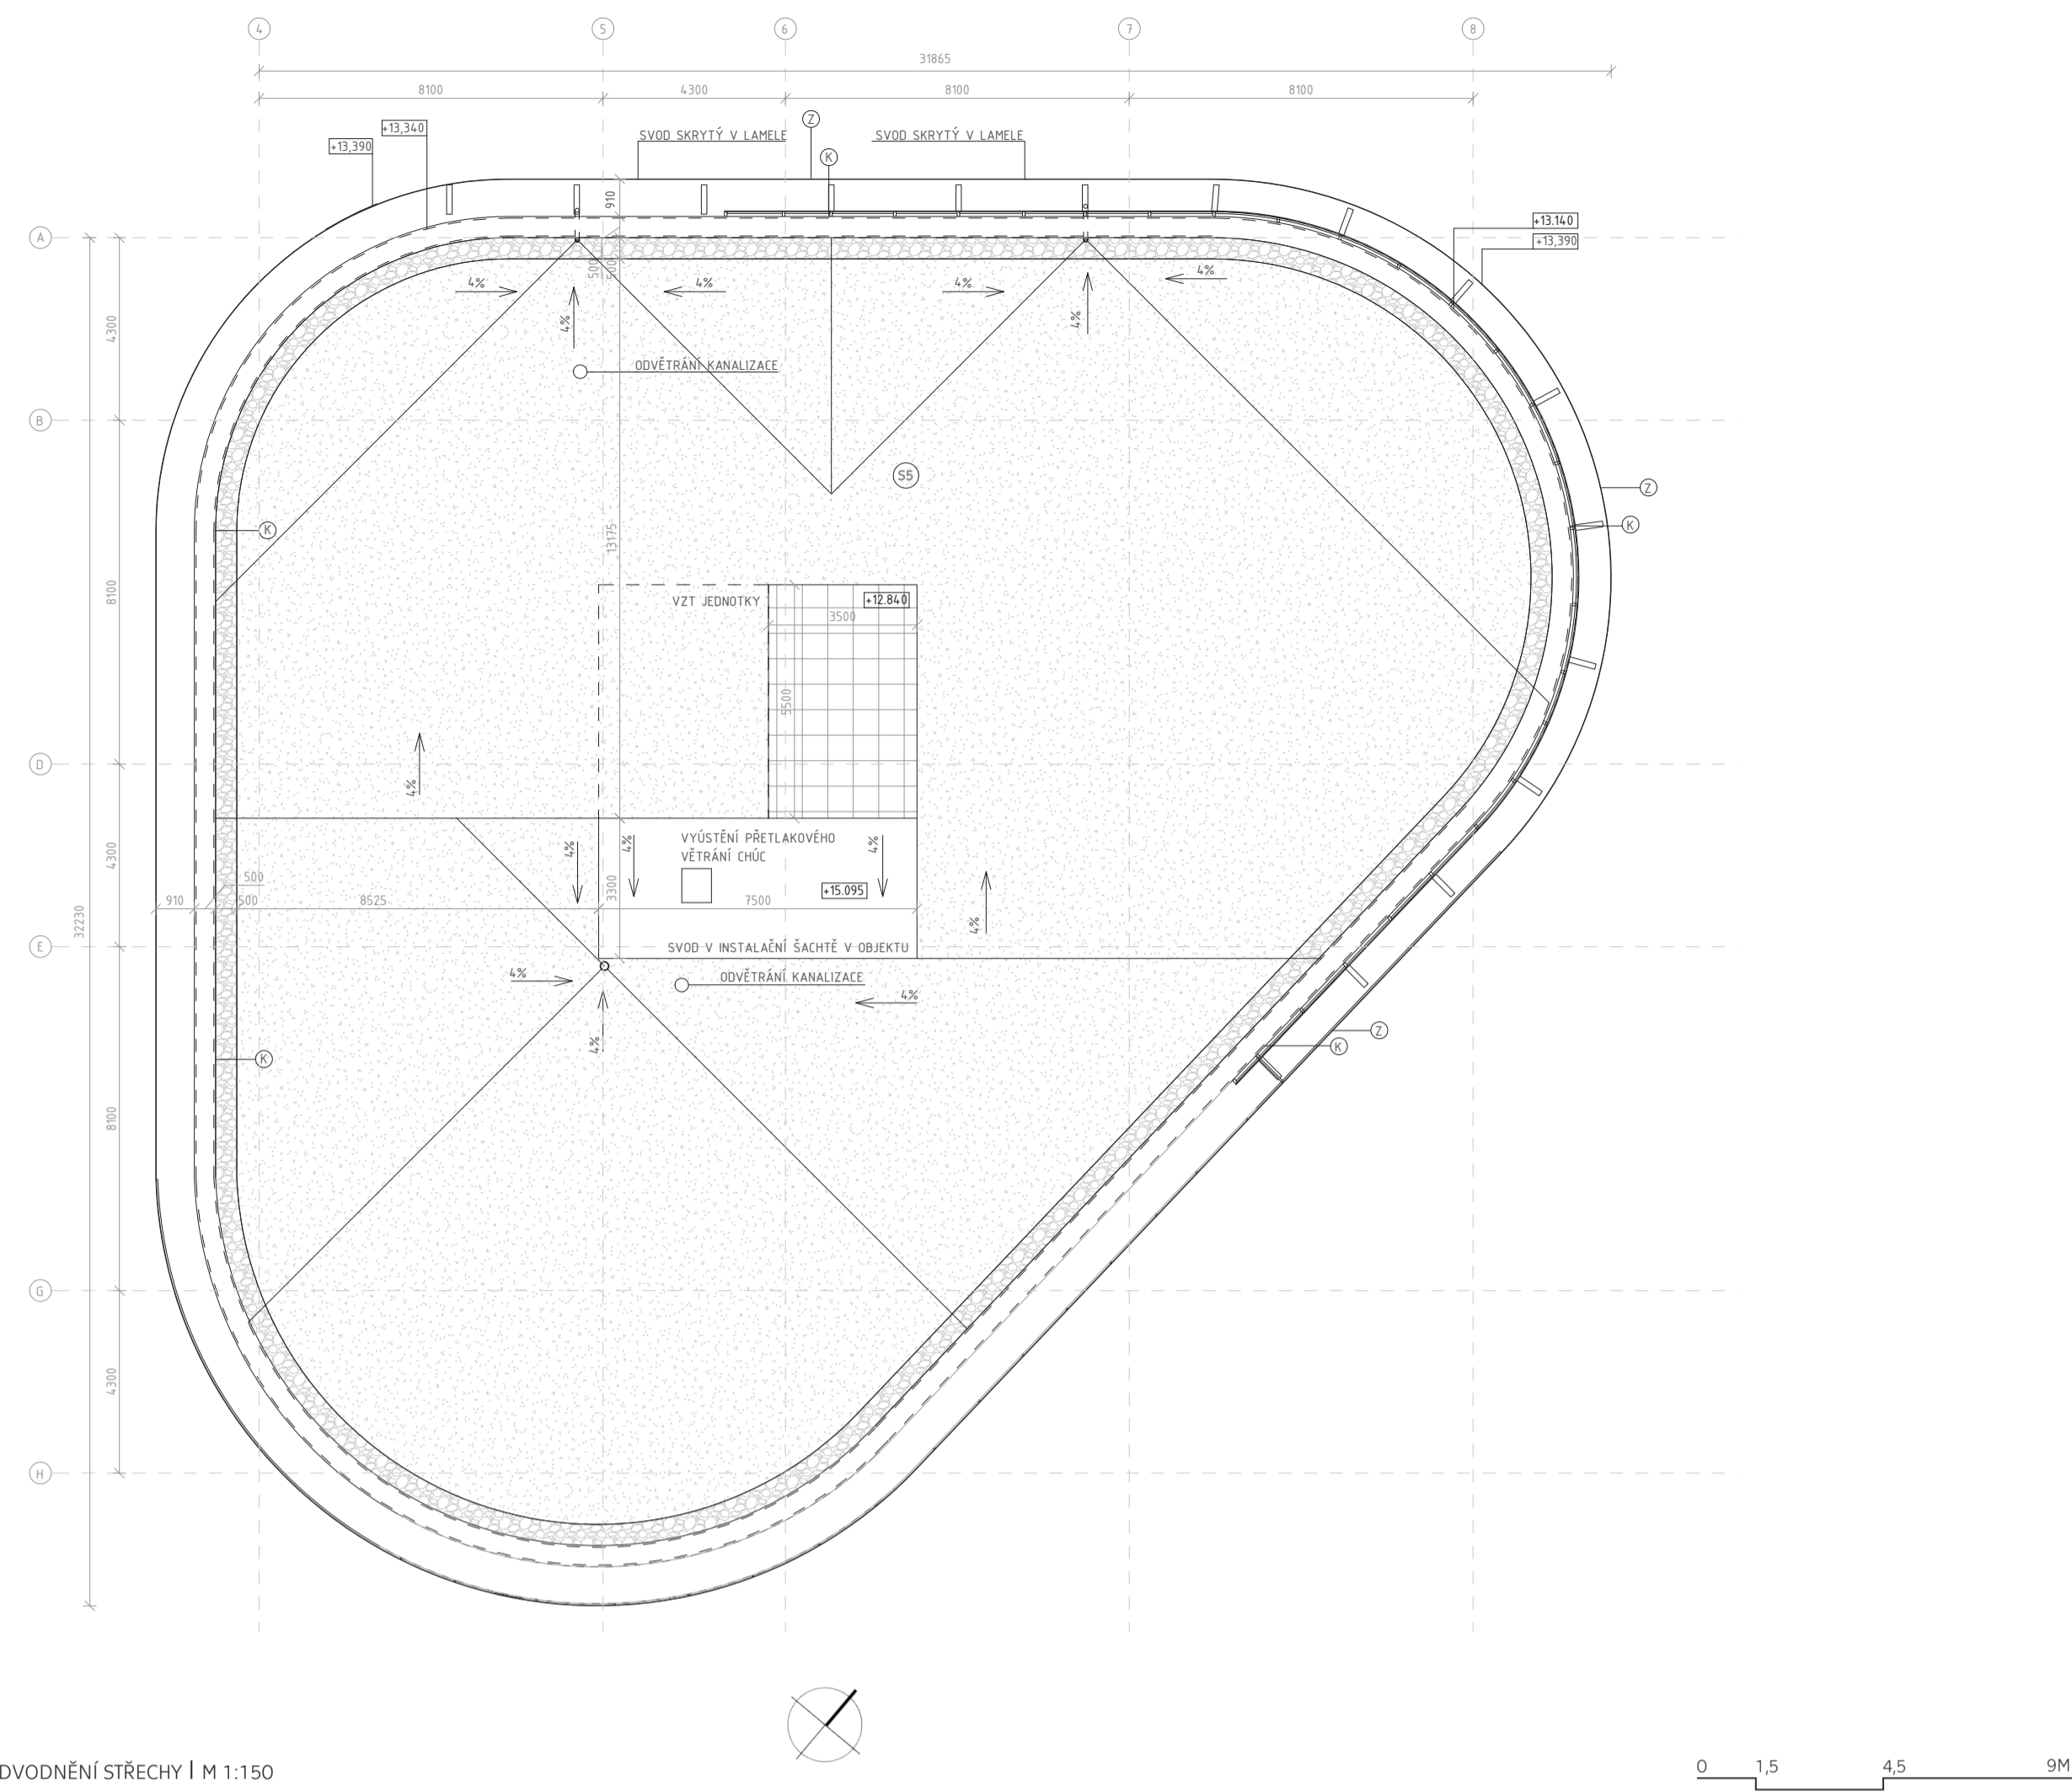 4 5 6 7 8
31865
8100 4300 8100 8100
Z
+13,340
SVOD SKRYTÝ V LAMELE SVOD SKRYTÝ V LAMELE
+13,390
K
910
+13.140
A
+13,390
500 500
4% 4% 4% 4%
4% 4%
4300
ODVĚTRÁNÍ KANALIZACE
B
S5
Z
K
K
13175
8100
VZT JEDNOTKY
+12.840
3500
5500
D
4%
VYÚSTĚNÍ PŘETLAKOVÉHO
VĚTRÁNÍ CHÚC
4% 4% 4%
4300
500
3300
+15.095
910 500 8525 7500
32230
4%
E
SVOD V INSTALAČNÍ ŠACHTĚ V OBJEKTU
4%
ODVĚTRÁNÍ KANALIZACE
4%
4%
Z
K
K
8100
G
4300
H
DVODNĚNÍ STŘECHY | M 1:150
0 1,5 4,5 9M